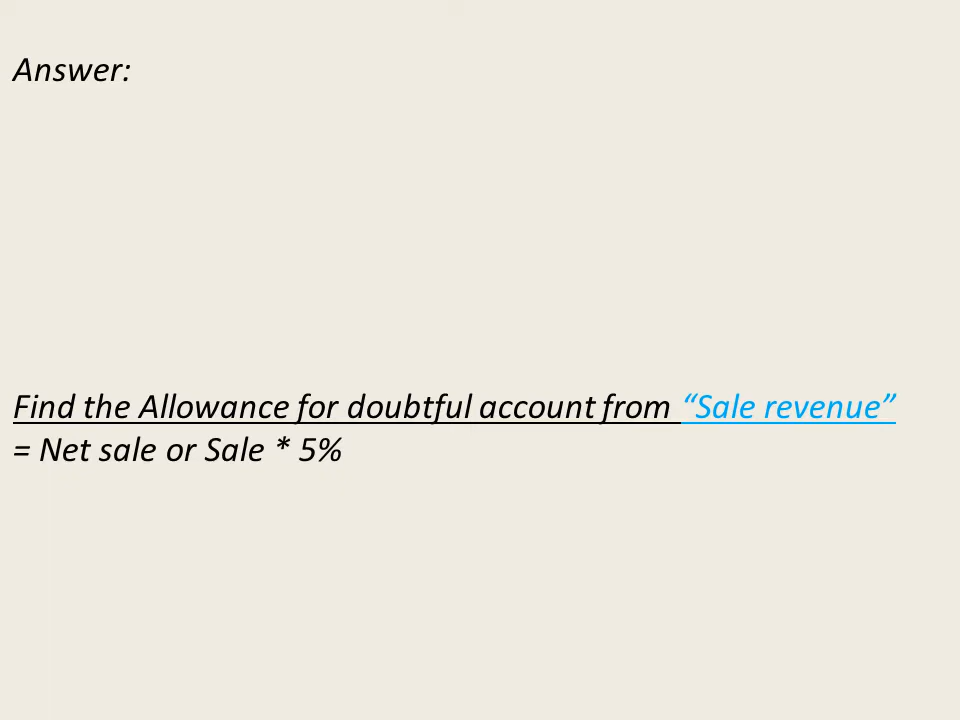 Answer:
Find the Allowance for doubtful account from “Sale revenue”
= Net sale or Sale * 5%